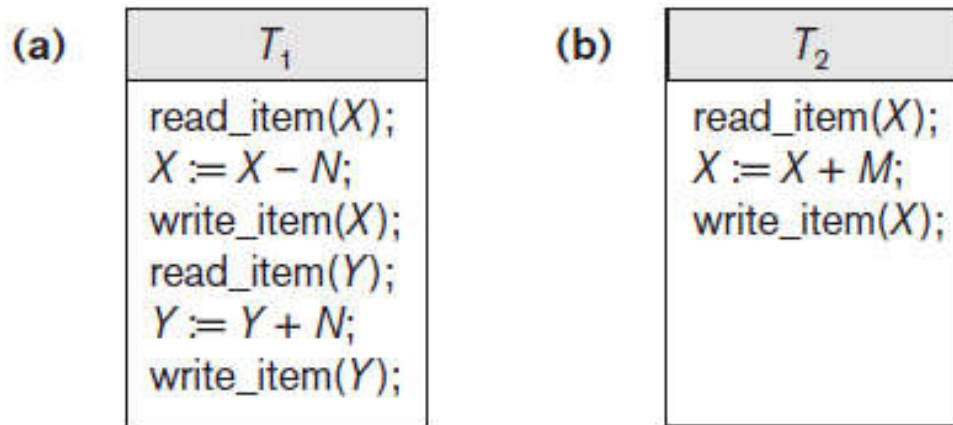 (a)
T₁
read_item(X);
X := X – N;
write_item(X);
read_item(Y);
Y := Y + N;
write_item(Y);
(b)
T₂
read_item(X);
X := X + M;
write_item(X);